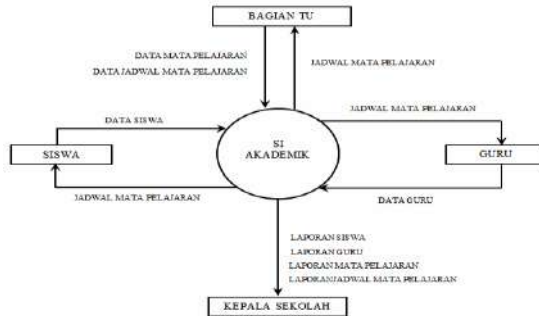 BAGIAN TU
DATA MATA PELAJARAN
DATA JADWAL MATA PELAJARAN
JADWAL MATA PELAJARAN
DATA SISWA
SI
AKADEMIK
JADWAL MATA PELAJARAN
SISWA
GURU
JADWAL MATA PELAJARAN
DATA GURU
LAPORAN SISWA
LAPORAN GURU
LAPORAN MATA PELAJARAN
LAPORAN JADWAL MATA PELAJARAN
KEPALA SEKOLAH